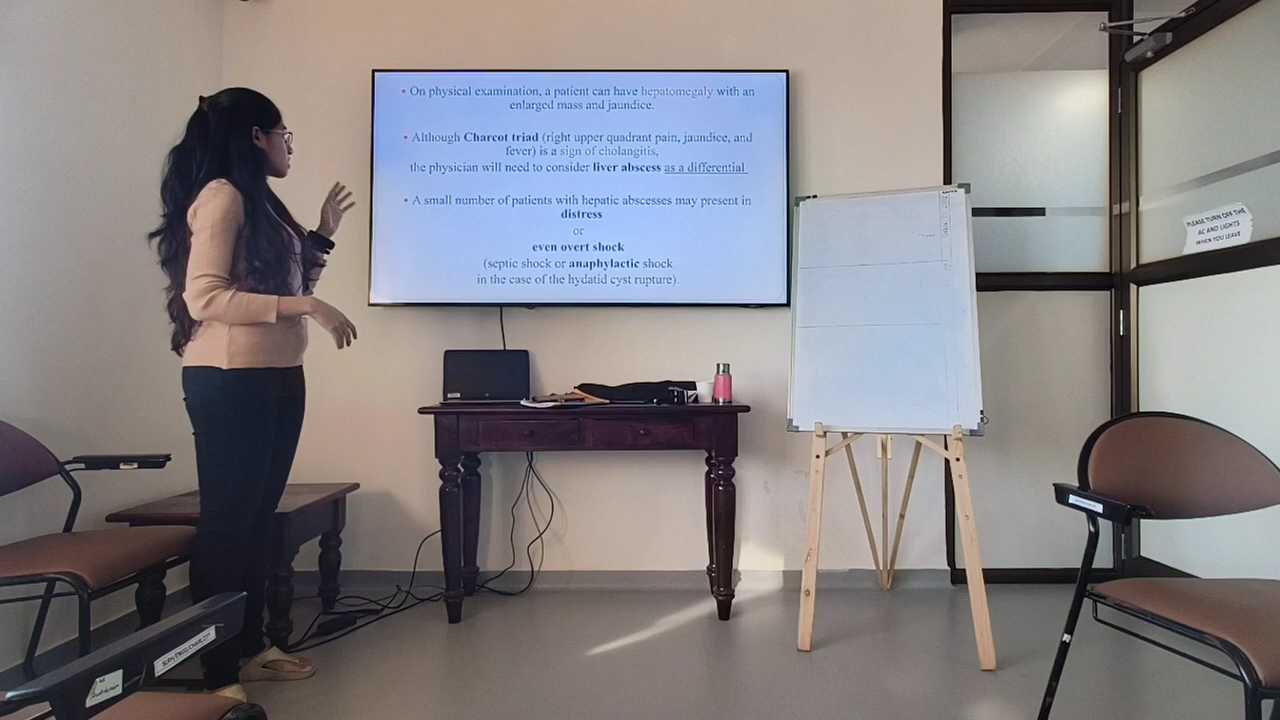 • On physical examination, a patient can have hepatomegaly with an
enlarged mass and jaundice.
• Although Charcot triad (right upper quadrant pain, jaundice, and
fever) is a sign of cholangitis,
the physician will need to consider liver abscess as a differential
• A small number of patients with hepatic abscesses may present in
distress
or
even overt shock
(septic shock or anaphylactic shock
in the case of the hydatid cyst rupture).
PLEASE TURN OFF THE
AC AND LIGHTS
WHEN YOU LEAVE